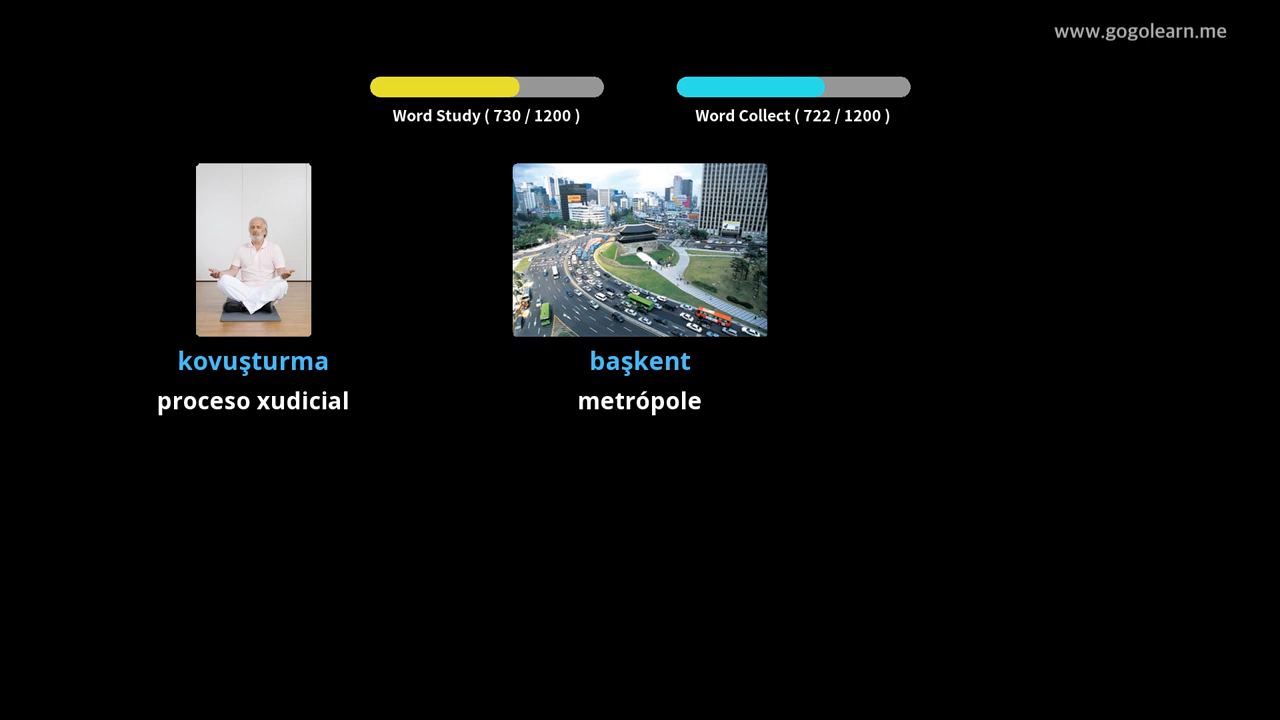 www.gogolearn.me
Word Study ( 730 / 1200 )
Word Collect ( 722 / 1200 )
kovuşturma
proceso xudicial
başkent
metrópole